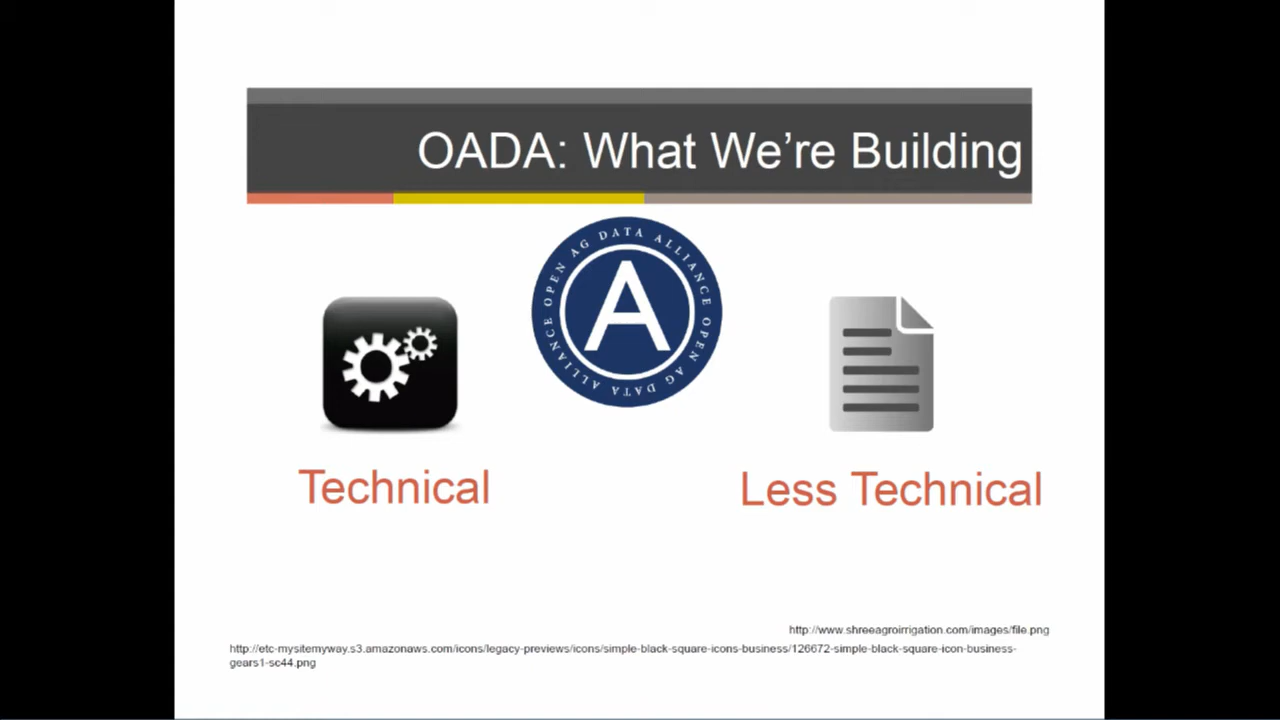 OADA: What We’re Building
OPEN AG DATA ALLIANCE OPEN AG DATA ALLIANCE
A
Technical
Less Technical
http://www.shreeagroirrigation.com/images/file.png
http://etc-mysitemyway.s3.amazonaws.com/icons/legacy-previews/icons/simple-black-square-icons-business/126672-simple-black-square-icon-business-
gears1-sc44.png